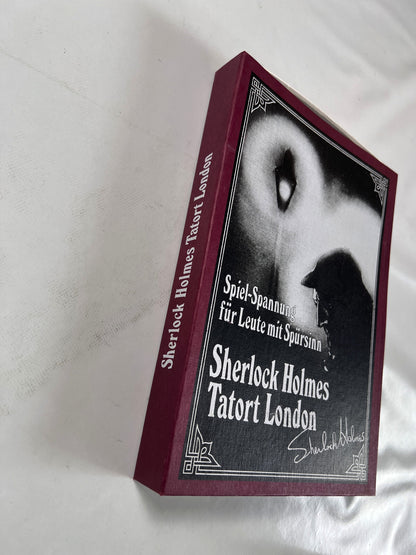 Sherlock Holmes Tatort London
Spiel-Spannung
für Leute mit Spürsinn
Sherlock Holmes
Tatort London
Sherlock Holmes